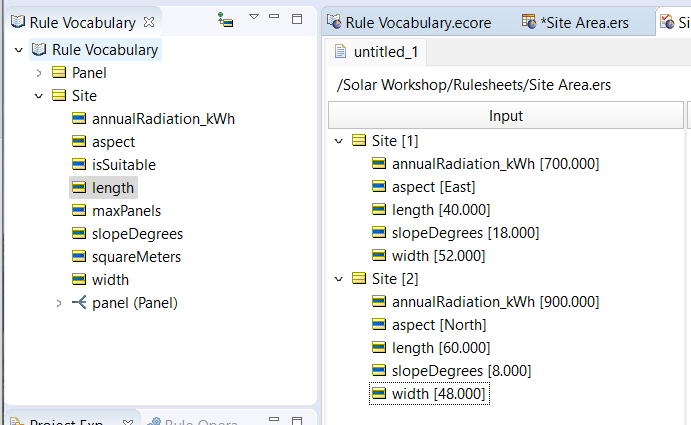 Rule Vocabulary
Rule Vocabulary
Panel
Site
annualRadiation_kWh
aspect
isSuitable
length
maxPanels
slopeDegrees
squareMeters
width
panel (Panel)
Project Exp
Rule Opera
Rule Vocabulary.ecore
*Site Area.ers
Si
untitled_1
/Solar Workshop/Rulesheets/Site Area.ers
Input
Site [1]
annualRadiation_kWh [700.000]
aspect [East]
length [40.000]
slopeDegrees [18.000]
width [52.000]
Site [2]
annualRadiation_kWh [900.000]
aspect [North]
length [60.000]
slopeDegrees [8.000]
width [48.000]